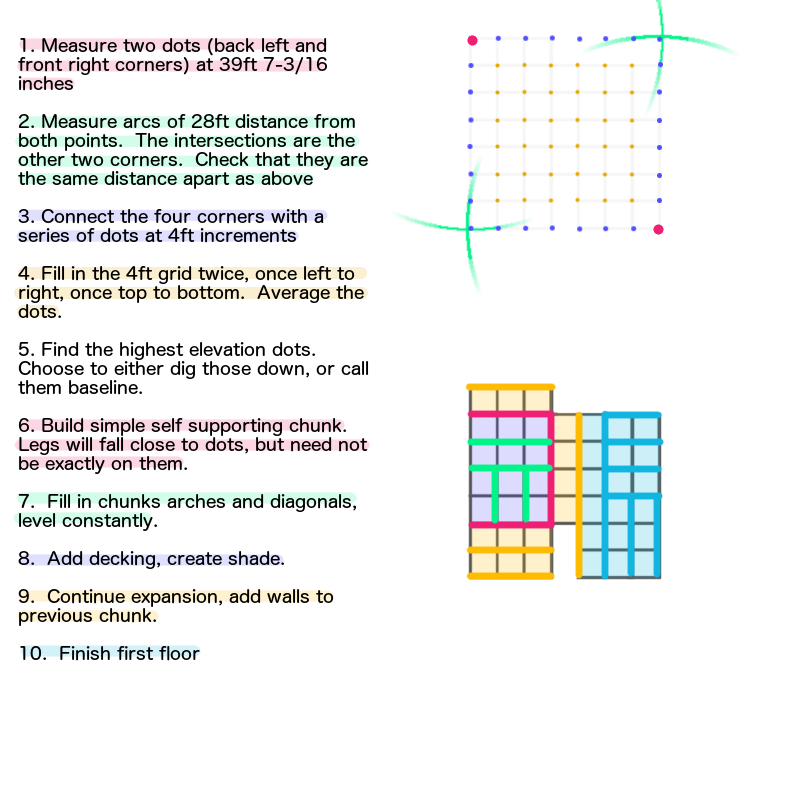 1. Measure two dots (back left and
front right corners) at 39ft 7-3/16
inches
2. Measure arcs of 28ft distance from
both points.  The intersections are the
other two corners.  Check that they are
the same distance apart as above
3. Connect the four corners with a
series of dots at 4ft increments
4. Fill in the 4ft grid twice, once left to
right, once top to bottom.  Average the
dots.
5. Find the highest elevation dots.
Choose to either dig those down, or call
them baseline.
6. Build simple self supporting chunk.
Legs will fall close to dots, but need not
be exactly on them.
7.  Fill in chunks arches and diagonals,
level constantly.
8.  Add decking, create shade.
9.  Continue expansion, add walls to
previous chunk.
10.  Finish first floor